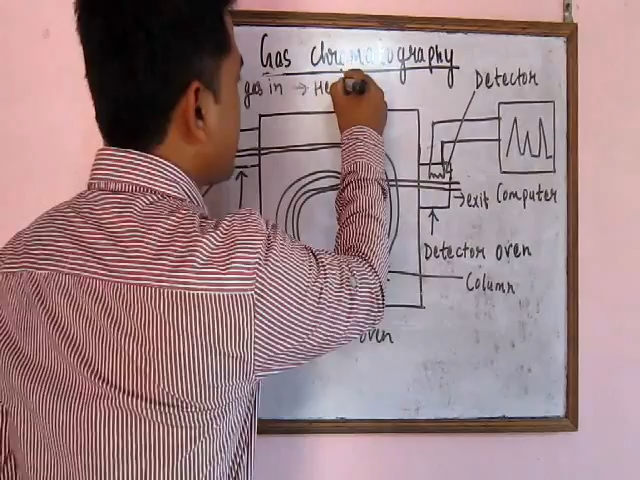 Gas chromatography
gas in → He
Detector
→ exit
Computer
Detector oven
Column
oven